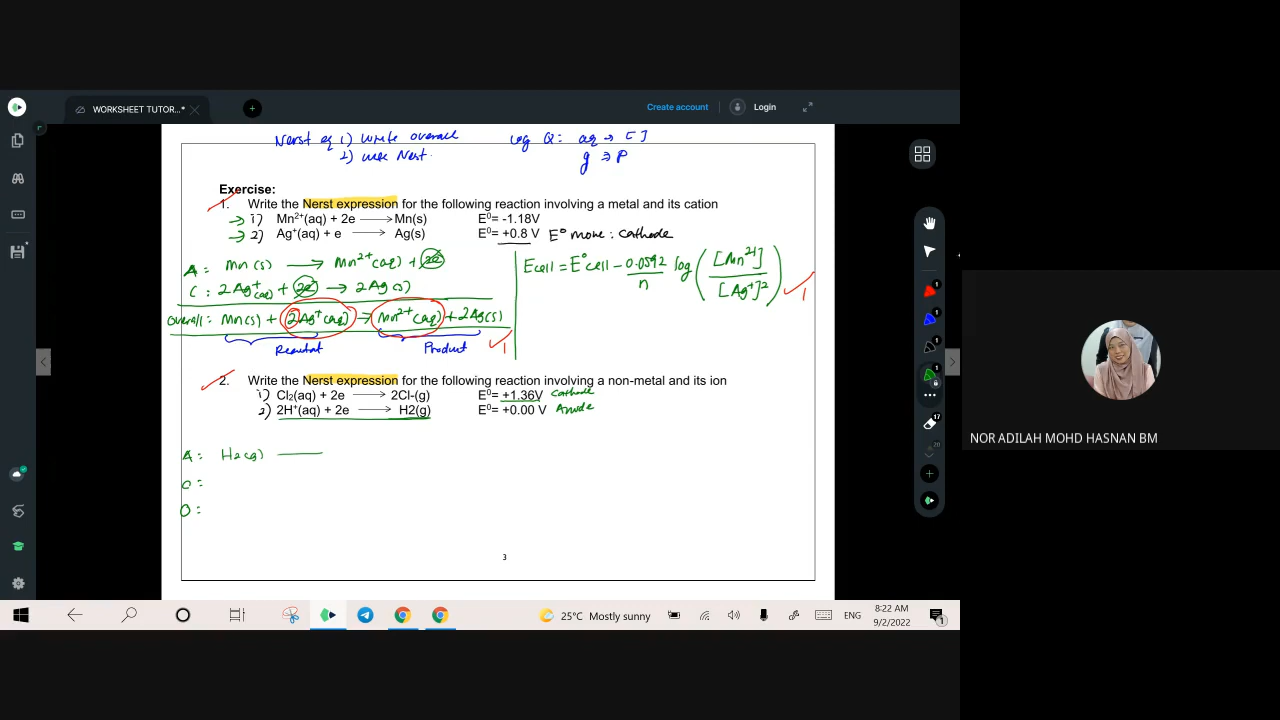 WORKSHEET TUTOR...*
Create account
Login
Nerst eq 1) Write overall
2) use Nerst.
log Q: aq → [ ]
g → P
Exercise:
1. Write the Nerst expression for the following reaction involving a metal and its cation
→ 1) Mn2+(aq) + 2e ⟶ Mn(s) E0= -1.18V
→ 2) Ag+(aq) + e ⟶ Ag(s) E0= +0.8 V E° more : cathode
A: Mn(s) ⟶ Mn2+(aq) + 2e
C: 2Ag+(aq) + 2e → 2Ag(s)
Overall: Mn(s) + 2Ag+(aq) → Mn2+(aq) + 2Ag(s)
Reactant Product
✓1
Ecell = E°cell - 0.0592/n log ([Mn2+]/[Ag+]2)
✓1
2. Write the Nerst expression for the following reaction involving a non-metal and its ion
1) Cl2(aq) + 2e ⟶ 2Cl-(g) E0= +1.36V cathode
2) 2H+(aq) + 2e ⟶ H2(g) E0= +0.00 V Anode
A: H2(g) —
C:
O:
3
17
NOR ADILAH MOHD HASNAN BM
25°C Mostly sunny
ENG
8:22 AM
9/2/2022
1